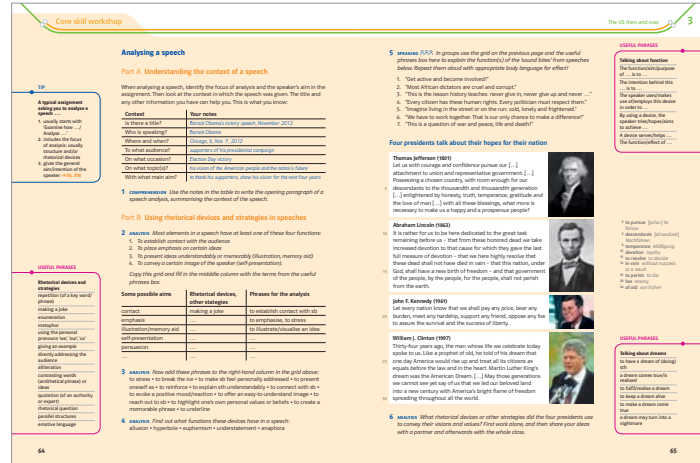 Core skill workshop
Analysing a speech
Part A Understanding the context of a speech
When analysing a speech, identify the focus of analysis and the speaker's aim in the
assignment. Then look at the context in which the speech was given. The title and
any other information you have can help you. This is what you know:
Context Your notes
Is there a title? Barack Obama's victory speech, November 2012
Who is speaking? Barack Obama
Where and when? Chicago, Il, Nov. 7, 2012
To what audience? supporters of his presidential campaign
On what occasion? Election Day victory
On what topic(s)? his vision of the American people and the nation's future
With what main aim? to thank his supporters, show his vision for the next four years
1 COMPREHENSION Use the notes in the table to write the opening paragraph of a
speech analysis, summarising the context of the speech.
Part B Using rhetorical devices and strategies in speeches
2 ANALYSIS Most elements in a speech have at least one of these four functions:
1. To establish contact with the audience
2. To place emphasis on certain ideas
3. To present ideas understandably or memorably (illustration, memory aid)
4. To convey a certain image of the speaker (self-presentation).
Copy this grid and fill in the middle column with the terms from the useful
phrases box.
Some possible aims Rhetorical devices, other strategies Phrases for the analysis
contact making a joke to establish contact with sb
emphasis ... to emphasise, to stress
illustration/memory aid ... to illustrate/visualise an idea
self-presentation ... ...
persuasion ... ...
... ... ...
3 ANALYSIS Now add these phrases to the right-hand column in the grid above:
to stress • to break the ice • to make sb feel personally addressed • to present
oneself as • to reinforce • to explain sth understandably • to connect with sb •
to evoke a positive mood/reaction • to offer an easy-to-understand image • to
reach out to sb • to highlight one's own personal values or beliefs • to create a
memorable phrase • to underline
4 ANALYSIS Find out what functions these devices have in a speech:
allusion • hyperbole • euphemism • understatement • anaphora
TIP
A typical assignment
asking you to analyse a
speech ...
1. usually starts with
'Examine how .../
Analyse ...'
2. includes the
focus of analysis: usually
structure and/or
rhetorical devices
3. gives the general
aim/intention of the
speaker
USEFUL PHRASES
Rhetorical devices and
strategies
repetition (of a key word/
phrase)
making a joke
enumeration
metaphor
using the personal
pronouns 'we', 'our', 'us'
giving an example
directly addressing the
audience
alliteration
contrasting words
(antithetical phrase) or
ideas
quotation (of an authority
or expert)
rhetorical question
parallel structures
emotive language
64
The US then and now 3
5 SPEAKING In groups use the grid on the previous page and the useful
phrases box to explain the function(s) of the 'sound bites' from speeches
below. Repeat them aloud with appropriate body language for effect!
1. "Get active and become involved!"
2. "Most African dictators are cruel and corrupt."
3. "This is the lesson history teaches: never give in, never give up and never ..."
4. "Every citizen has these human rights. Every politician must respect them."
5. "Imagine living in the street or on the run: cold, lonely and frightened."
6. "We have to work together. That is our only chance to make a difference!"
7. "This is a question of war and peace, life and death!"
Four presidents talk about their hopes for their nation
Thomas Jefferson (1801)
Let us with courage and confidence pursue our [...]
attachment to union and representative government. [...]
Possessing a chosen country, with room enough for our
descendants to the thousandth and thousandth generation
[...] enlightened by honesty, truth, temperance, gratitude and
the love of man [...] with all these blessings, what more is
necessary to make us a happy and a prosperous people?
Abraham Lincoln (1863)
It is rather for us to be here dedicated to the great task
remaining before us – that from these honored dead we take
increased devotion to that cause for which they gave the last
full measure of devotion – that we here highly resolve that
these dead shall not have died in vain – that this nation, under
God, shall have a new birth of freedom – and that government
of the people, by the people, for the people, shall not perish
from the earth.
John F. Kennedy (1961)
Let every nation know that we shall pay any price, bear any
burden, meet any hardship, support any friend, oppose any foe
to assure the survival and the success of liberty.
William J. Clinton (1997)
Thirty-four years ago, the man whose life we celebrate today
spoke to us. Like a prophet of old, he told of his dream that
one day America would rise up and treat all its citizens as
equals before the law and in the heart. Martin Luther King's
dream was the American Dream. [...] May those generations
we cannot yet see say of us that we led our beloved land
into a new century with America's bright flame of freedom
spreading throughout all the world.
6 ANALYSIS What rhetorical devices or other strategies did the four presidents use
to convey their visions and values? First work alone, and then share your ideas
with a partner and afterwards with the whole class.
USEFUL PHRASES
Talking about function
The function/aim/purpose
of ... is to ...
The intention behind this
... is to ...
The speaker uses/makes
use of/employs this device
in order to ...
By using a device, the
speaker tries/hopes/aims
to achieve ...
A device serves/helps ...
The function/effect of ...
to pursue
follow
descendants
Nachfahren
temperance
devotion
to resolve to decide
in vain without success
or a result
to perish to die
foe enemy
of old
USEFUL PHRASES
Talking about dreams
to have a dream of (doing)
sth
a dream comes true/is
realised
to fulfil/realise a dream
to keep a dream alive
to make a dream come
true
a dream may turn into a
nightmare
65